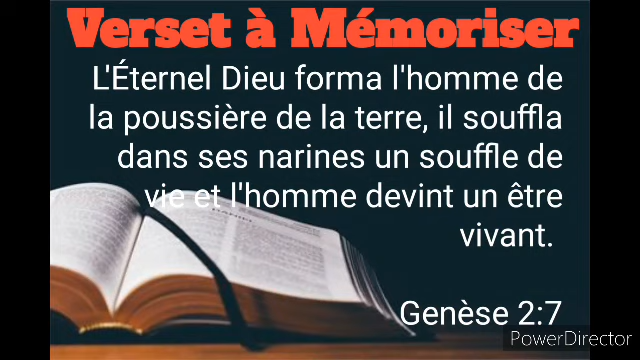 Verset à Mémoriser
L'Éternel Dieu forma l'homme de
la poussière de la terre, il souffla
dans ses narines un souffle de
vie et l'homme devint un être
vivant.
Genèse 2:7
PowerDirector